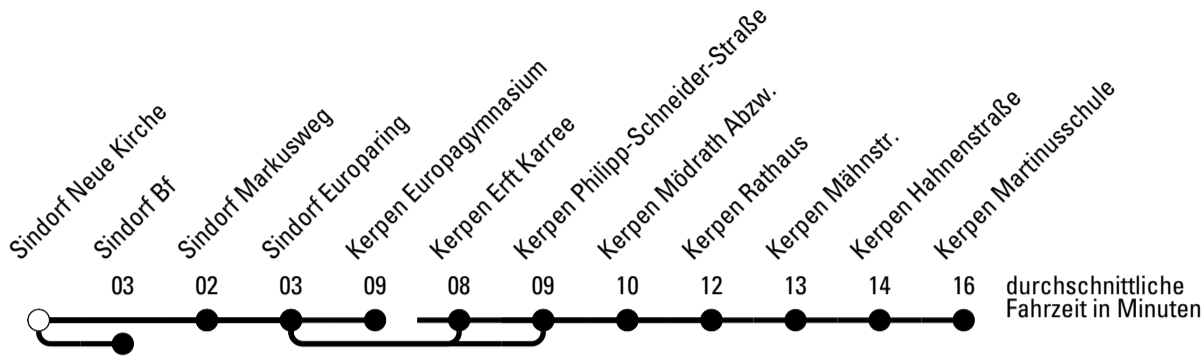 Sindorf Neue Kirche
Sindorf Bf
Sindorf Markusweg
Sindorf Europaring
Kerpen Europagymnasium
Kerpen Erft Karree
Kerpen Philipp-Schneider-Straße
Kerpen Mödrath Abzw.
Kerpen Rathaus
Kerpen Mähnstr.
Kerpen Hahnenstraße
Kerpen Martinusschule
03 02 03 09 08 09 10 12 13 14 16
durchschnittliche
Fahrzeit in Minuten